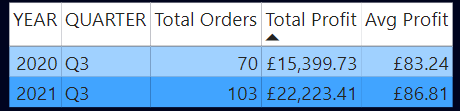 YEAR QUARTER Total Orders Total Profit Avg Profit
2020 Q3 70 £15,399.73 £83.24
2021 Q3 103 £22,223.41 £86.81